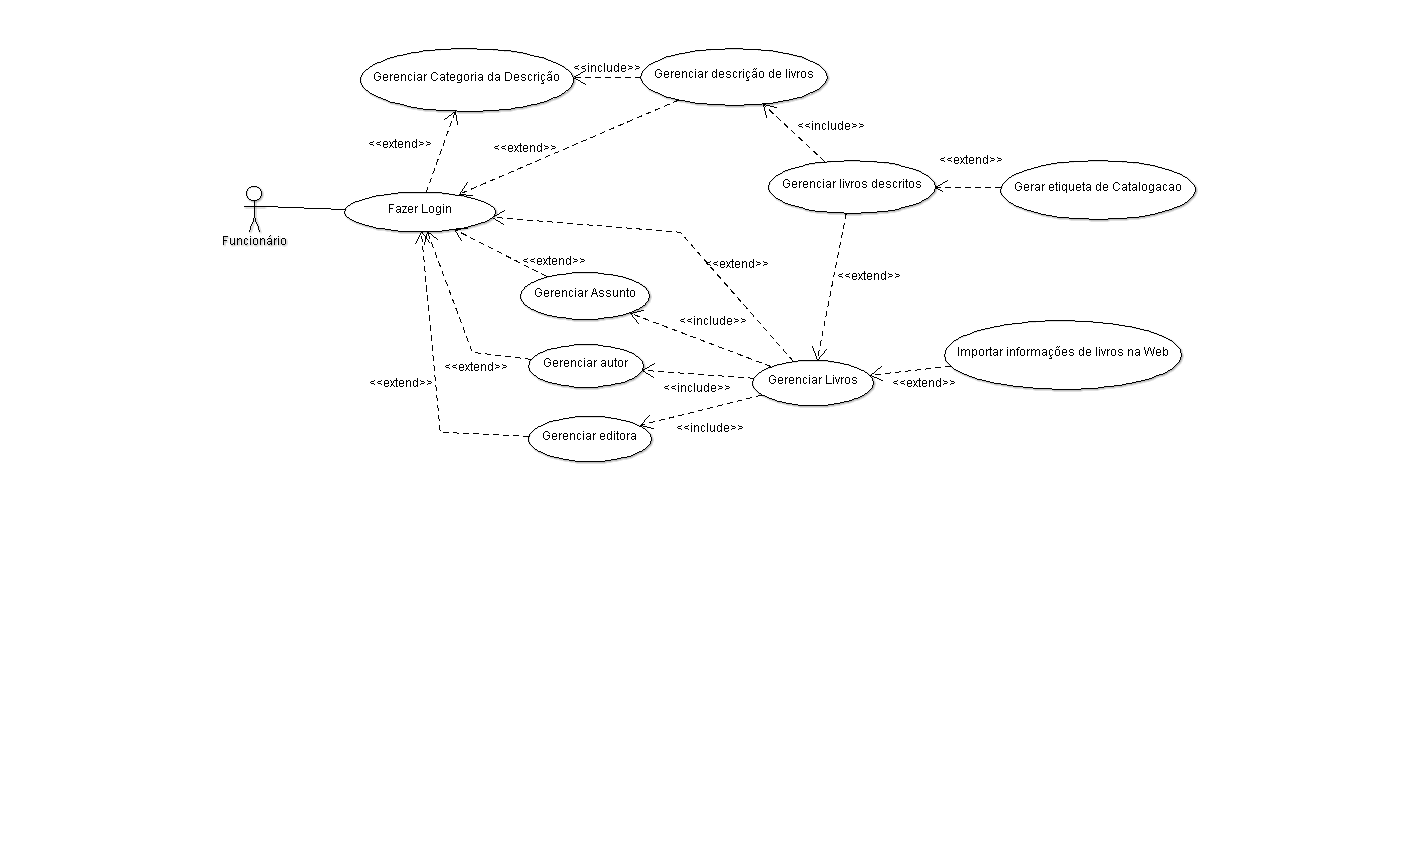 Gerenciar Categoria da Descrição
<<include>>
Gerenciar descrição de livros
<<extend>>
<<extend>>
<<include>>
Gerenciar livros descritos
<<extend>>
Gerar etiqueta de Catalogacao
Fazer Login
Funcionário
<<extend>>
<<extend>>
<<extend>>
Gerenciar Assunto
<<include>>
Gerenciar autor
<<extend>>
<<extend>>
<<include>>
Gerenciar Livros
Importar informações de livros na Web
<<extend>>
Gerenciar editora
<<include>>